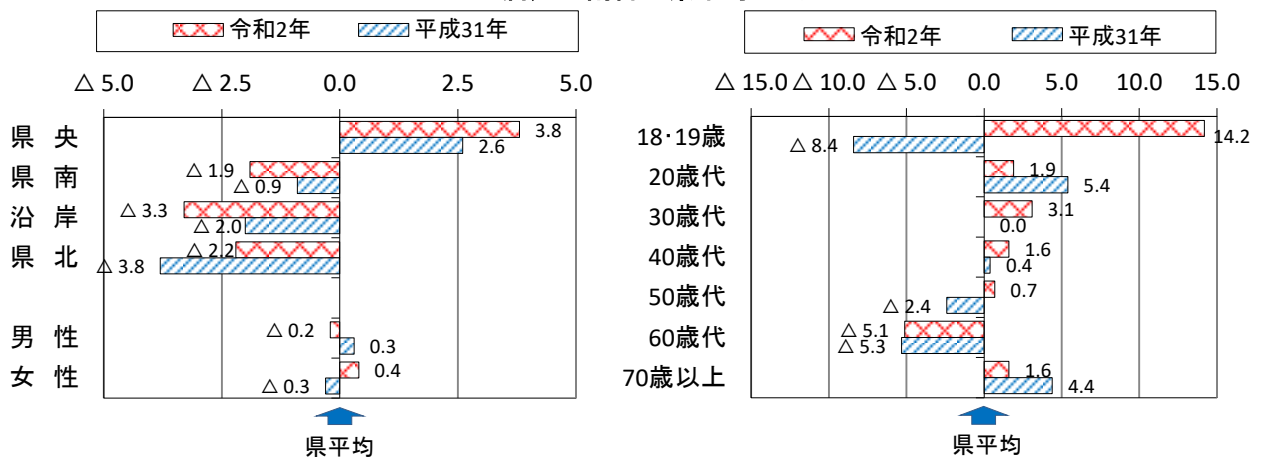 令和2年 平成31年
△ 5.0 △ 2.5 0.0 2.5 5.0
県 央 3.8
2.6
県 南 △ 1.9
△ 0.9
沿 岸 △ 3.3
△ 2.0
県 北 △ 2.2
△ 3.8
男 性 △ 0.2
0.3
女 性 0.4
△ 0.3
県平均
令和2年 平成31年
△ 15.0 △ 10.0 △ 5.0 0.0 5.0 10.0 15.0
18･19歳 14.2
△ 8.4
20歳代 1.9
5.4
30歳代 3.1
0.0
40歳代 1.6
0.4
50歳代 0.7
△ 2.4
60歳代 △ 5.1
△ 5.3
70歳以上 1.6
4.4
県平均